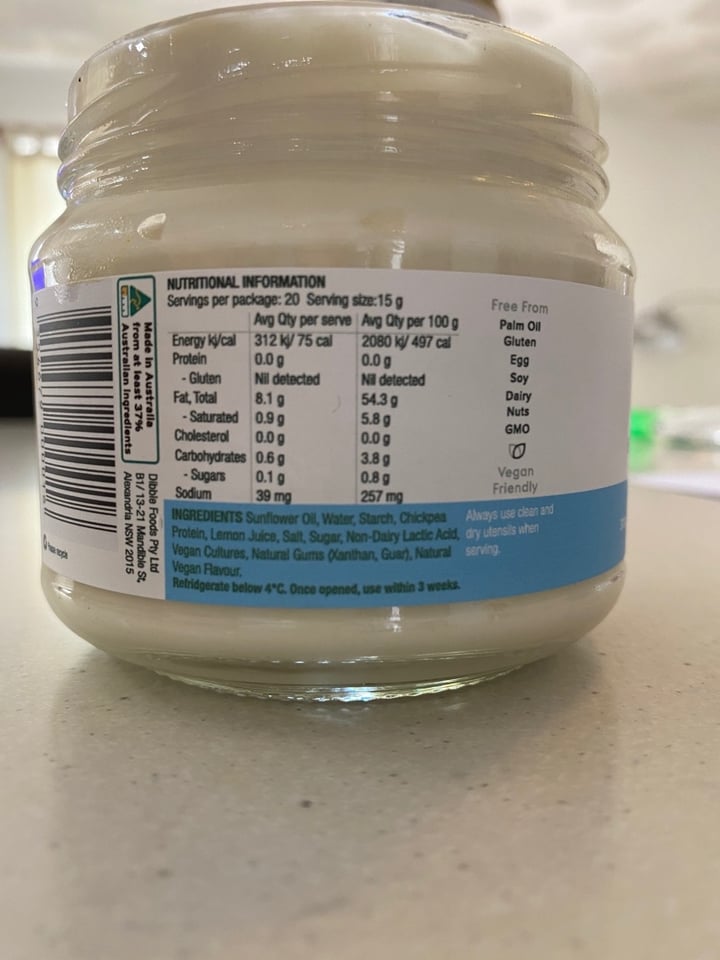 NUTRITIONAL INFORMATION
Servings per package: 20 Serving size:15 g
Avg Qty per serve Avg Qty per 100 g
Energy kj/cal 312 kj/ 75 cal 2080 kj/ 497 cal
Protein 0.0 g 0.0 g
- Gluten Nil detected Nil detected
Fat, Total 8.1 g 54.3 g
- Saturated 0.9 g 5.8 g
Cholesterol 0.0 g 0.0 g
Carbohydrates 0.6 g 3.8 g
- Sugars 0.1 g 0.8 g
Sodium 39 mg 257 mg
INGREDIENTS Sunflower Oil, Water, Starch, Chickpea
Protein, Lemon Juice, Salt, Sugar, Non-Dairy Lactic Acid,
Vegan Cultures, Natural Gums (Xanthan, Guar), Natural
Vegan Flavour.
Refridgerate below 4°C. Once opened, use within 3 weeks.
Free From
Palm Oil
Gluten
Egg
Soy
Dairy
Nuts
GMO
Vegan
Friendly
Always use clean and
dry utensils when
serving.
Made in Australia
from at least 37%
Australian ingredients
Dibble Foods Pty Ltd
B1/ 13-21 Mandible St,
Alexandria NSW 2015
Please recycle